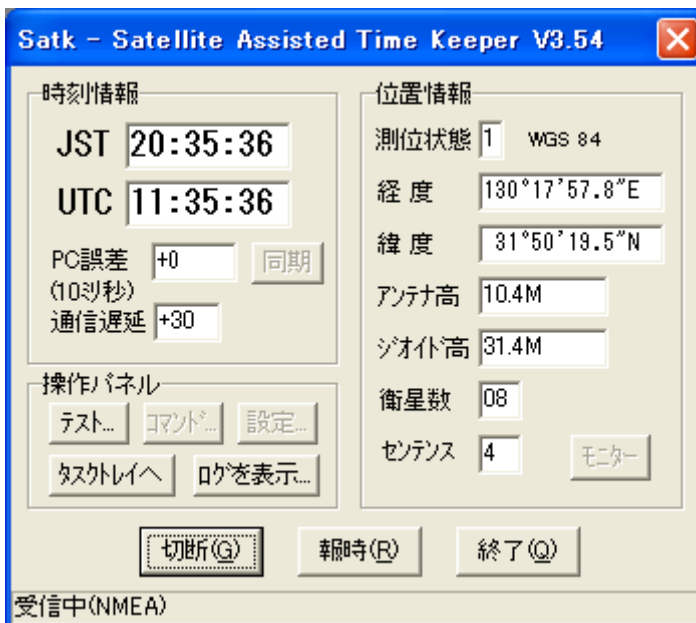 Satk - Satellite Assisted Time Keeper V3.54
時刻情報
JST 20:35:36
UTC 11:35:36
PC誤差 +0 同期
(10ﾐﾘ秒)
通信遅延 +30
操作パネル
テスト... ｺﾏﾝﾄﾞ... 設定...
ﾀｽｸﾄﾚｲへ ﾛｸﾞを表示...
位置情報
測位状態 1 WGS 84
経 度 130°17'57.8"E
緯 度 31°50'19.5"N
ｱﾝﾃﾅ高 10.4M
ｼﾞｵｲﾄﾞ高 31.4M
衛星数 08
ｾﾝﾃﾝｽ 4 ﾓﾆﾀｰ
切断(G) 報時(R) 終了(Q)
受信中(NMEA)